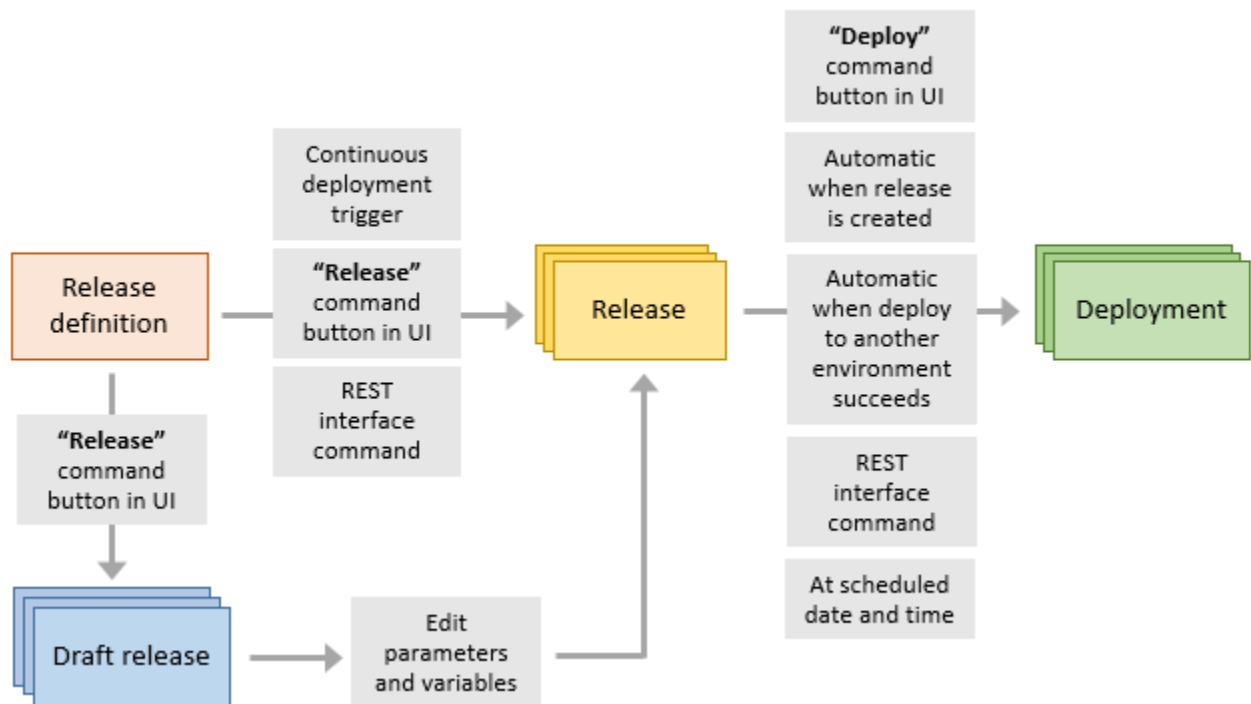 Release
definition
Continuous
deployment
trigger
“Release”
command
button in UI
REST
interface
command
Release
“Deploy”
command
button in UI
Automatic
when release
is created
Automatic
when deploy
to another
environment
succeeds
REST
interface
command
At scheduled
date and time
Deployment
“Release”
command
button in UI
Draft release
Edit
parameters
and variables